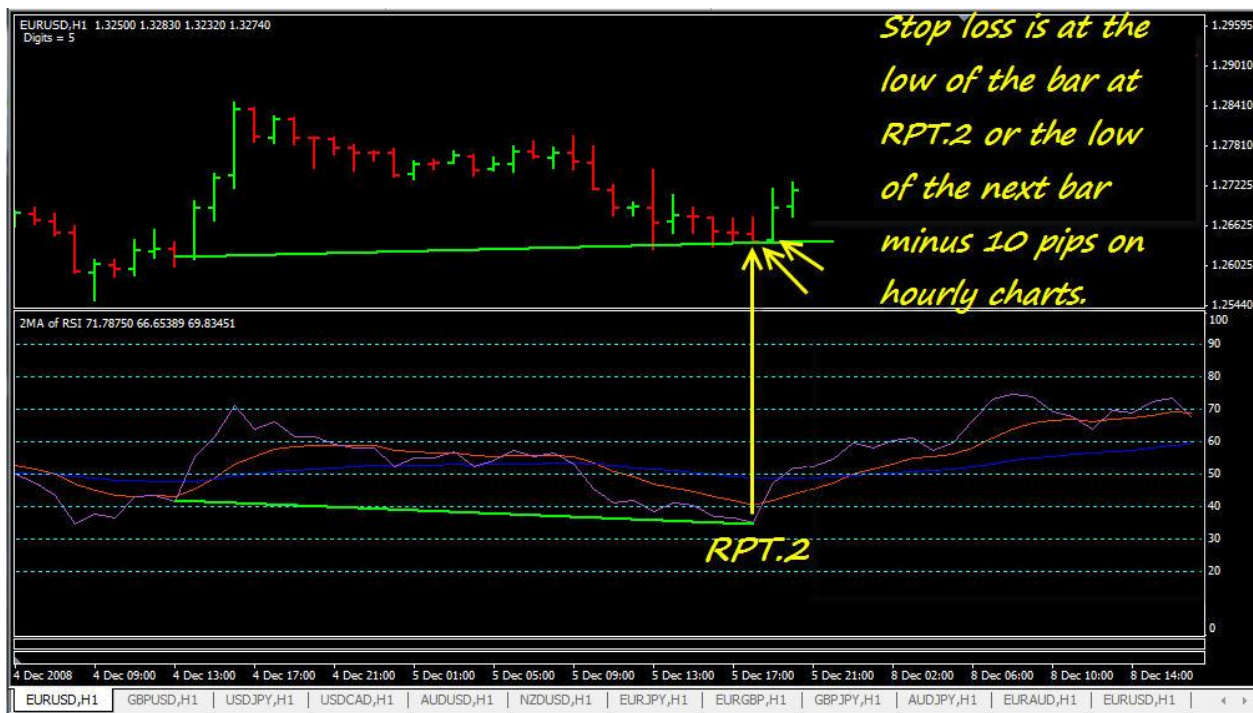 EURUSD,H1 1.32500 1.32830 1.32320 1.32740
Digits = 5
Stop loss is at the
low of the bar at
RPT.2 or the low
of the next bar
minus 10 pips on
hourly charts.
1.29595
1.29010
1.28410
1.27810
1.27225
1.26625
1.26025
1.25440
2MA of RSI 71.78750 66.65389 69.83451
100
90
80
70
60
50
40
30
20
0
RPT.2
4 Dec 2008 4 Dec 09:00 4 Dec 13:00 4 Dec 17:00 4 Dec 21:00 5 Dec 01:00 5 Dec 05:00 5 Dec 09:00 5 Dec 13:00 5 Dec 17:00 5 Dec 21:00 8 Dec 02:00 8 Dec 06:00 8 Dec 10:00 8 Dec 14:00
EURUSD,H1 GBPUSD,H1 USDJPY,H1 USDCAD,H1 AUDUSD,H1 NZDUSD,H1 EURJPY,H1 EURGBP,H1 GBPJPY,H1 AUDJPY,H1 EURAUD,H1 EURUSD,H1